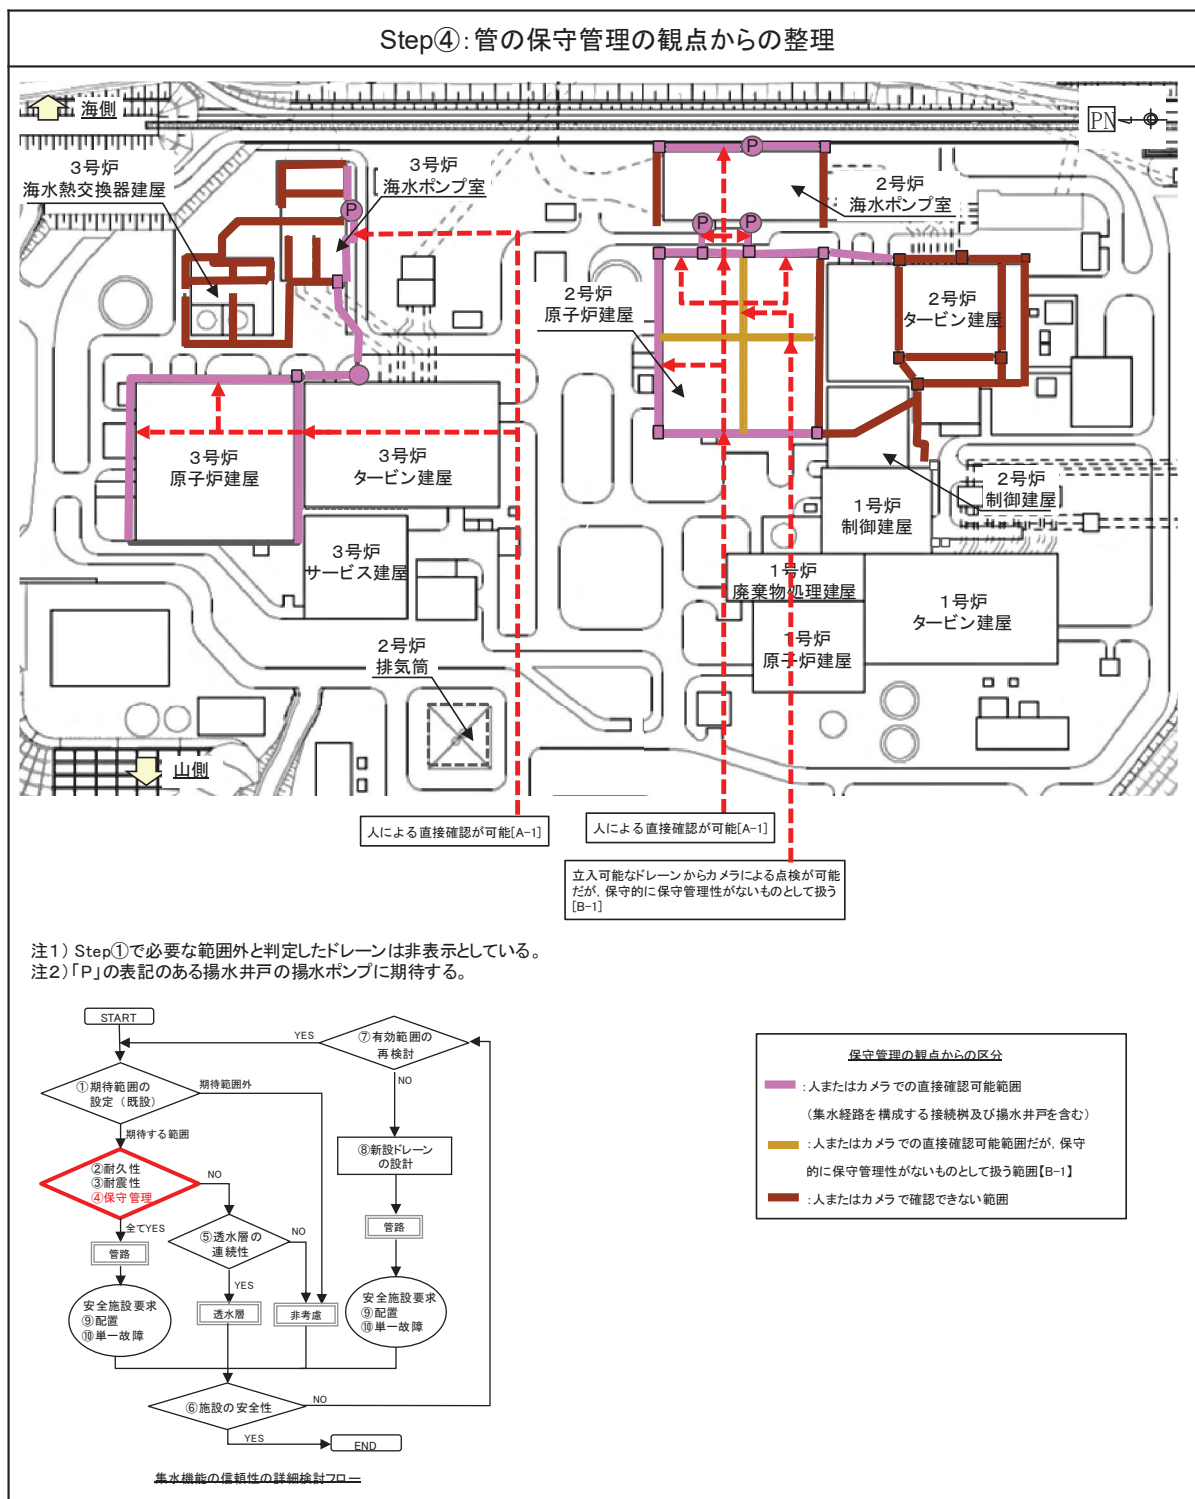 Step④：管の保守管理の観点からの整理
海側
PN
3号炉
海水熱交換器建屋
3号炉
海水ポンプ室
P
P
2号炉
海水ポンプ室
P
P
2号炉
原子炉建屋
2号炉
タービン建屋
3号炉
原子炉建屋
3号炉
タービン建屋
2号炉
制御建屋
1号炉
制御建屋
3号炉
サービス建屋
1号炉
廃棄物処理建屋
1号炉
タービン建屋
1号炉
原子炉建屋
2号炉
排気筒
山側
人による直接確認が可能[A-1]
人による直接確認が可能[A-1]
立入可能なドレーンからカメラによる点検が可能
だが，保守的に保守管理性がないものとして扱う
[B-1]
注1）Step①で必要な範囲外と判定したドレーンは非表示としている。
注2）「P」の表記のある揚水井戸の揚水ポンプに期待する。
START
YES
⑦有効範囲の
再検討
NO
①期待範囲の
設定（既設）
期待範囲外
期待する範囲
⑧新設ドレーン
の設計
②耐久性
③耐震性
④保守管理
NO
全てYES
⑤透水層の
連続性
NO
YES
管路
管路
安全施設要求
⑨配置
⑩単一故障
透水層
非考慮
安全施設要求
⑨配置
⑩単一故障
⑥施設の安全性
NO
YES
END
集水機能の信頼性の詳細検討フロー
保守管理の観点からの区分
：人またはカメラでの直接確認可能範囲
（集水経路を構成する接続桝及び揚水井戸を含む）
：人またはカメラでの直接確認可能範囲だが，保守
的に保守管理性がないものとして扱う範囲【B-1】
：人またはカメラで確認できない範囲